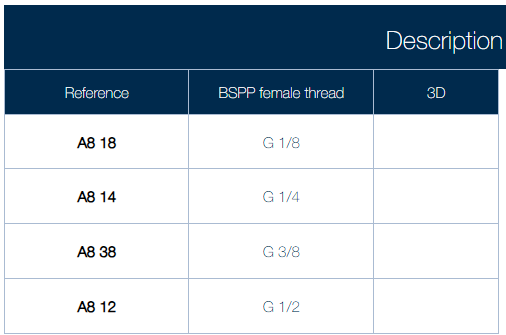 Description
Reference BSPP female thread 3D
A8 18 G 1/8
A8 14 G 1/4
A8 38 G 3/8
A8 12 G 1/2